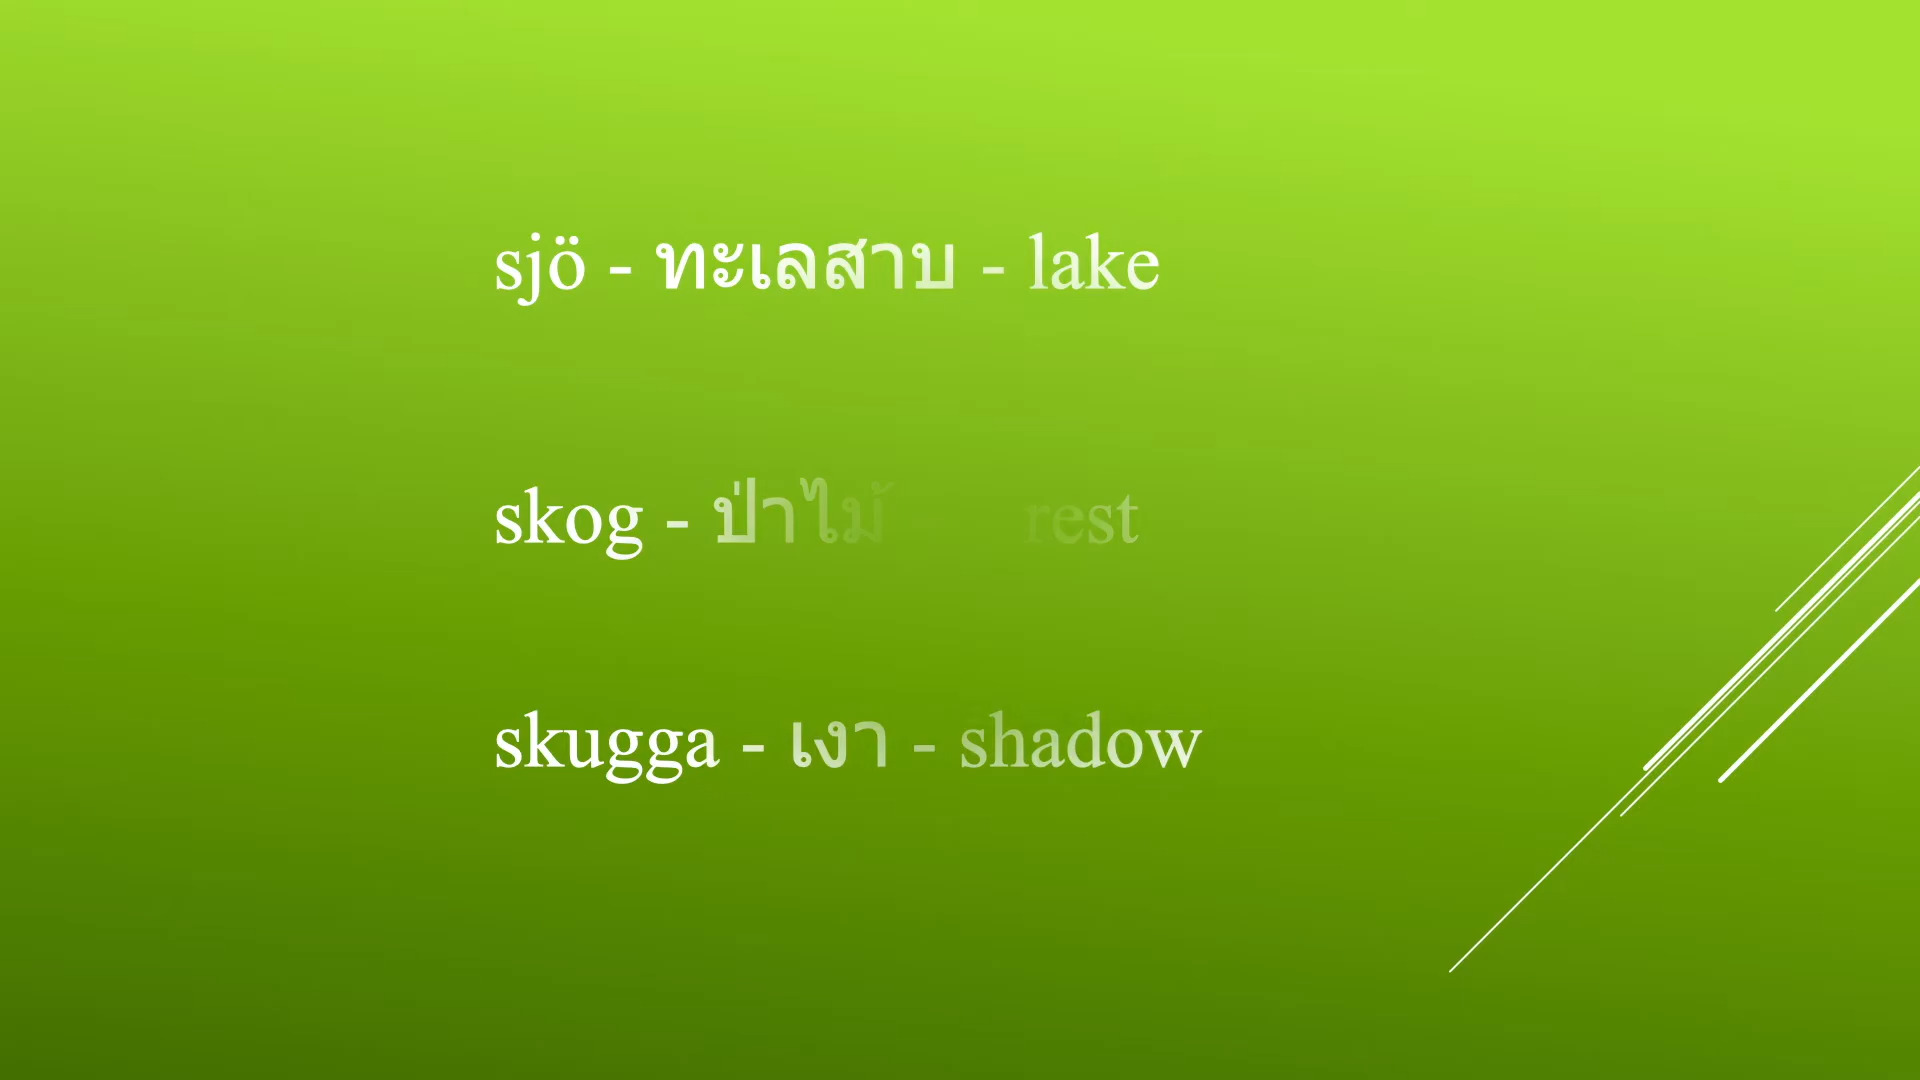 sjö - ทะเลสาบ - lake
skog - ป่าไม้ -
skugga - เงา - shadow